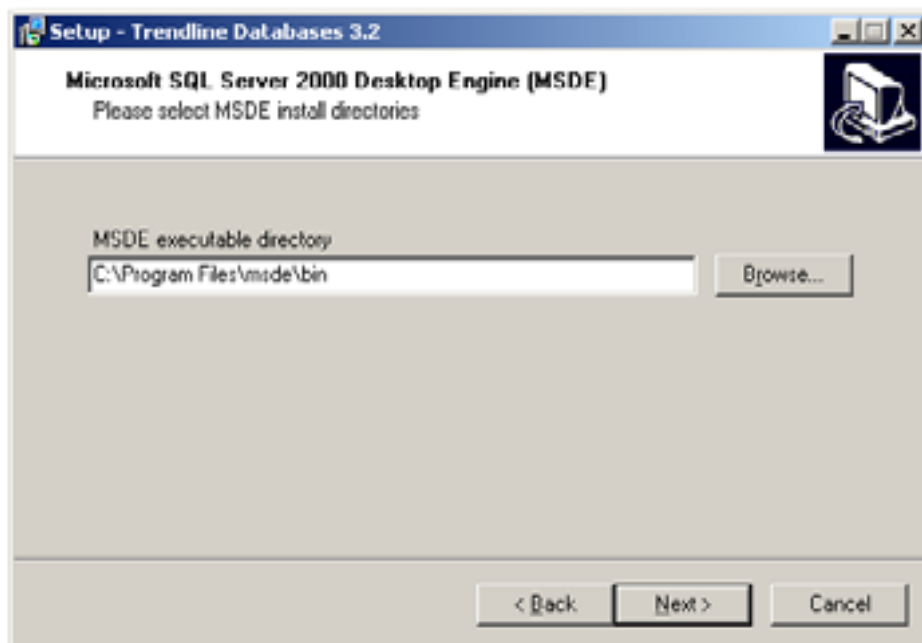 Setup - Trendline Databases 3.2
Microsoft SQL Server 2000 Desktop Engine (MSDE)
Please select MSDE install directories
MSDE executable directory
C:\Program Files\msde\bin
Browse...
< Back
Next >
Cancel